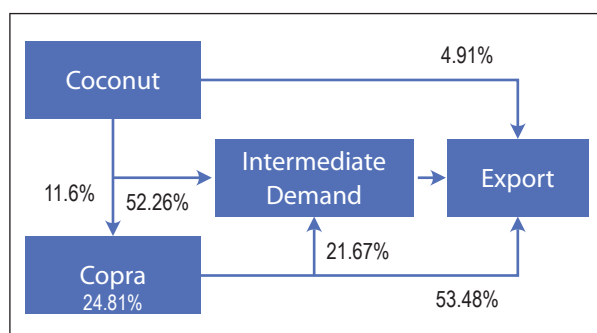 Coconut
4.91%
Intermediate
Demand
Export
11.6%
52.26%
Copra
24.81%
21.67%
53.48%